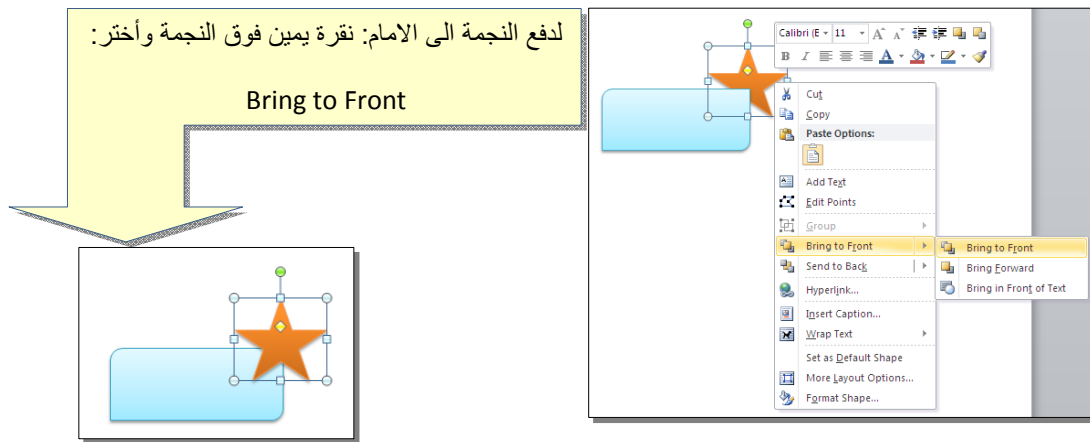 لدفع النجمة الى الامام: نقرة يمين فوق النجمة وأختر:
Bring to Front
Calibri (E 11 A A
B I A
Cut
Copy
Paste Options:
Add Text
Edit Points
Group
Bring to Front
Send to Back
Hyperlink...
Insert Caption...
Wrap Text
Set as Default Shape
More Layout Options...
Format Shape...
Bring to Front
Bring Forward
Bring in Front of Text